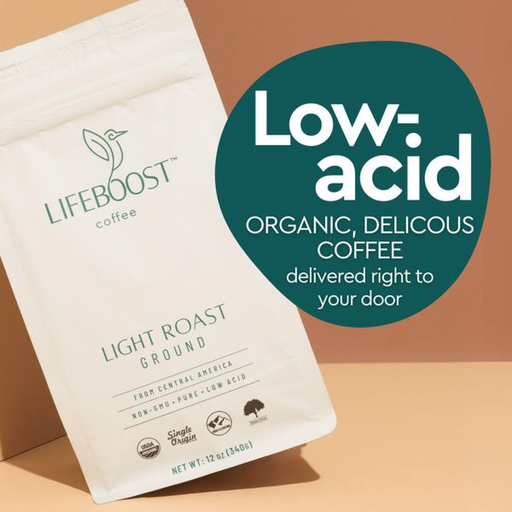 LIFEBOOST™
coffee
LIGHT ROAST
GROUND
FROM CENTRAL AMERICA
NON-GMO • PURE • LOW ACID
USDA
Single
Origin
NET WT: 12 oz (340g)
Low-
acid
ORGANIC, DELICOUS
COFFEE
delivered right to
your door